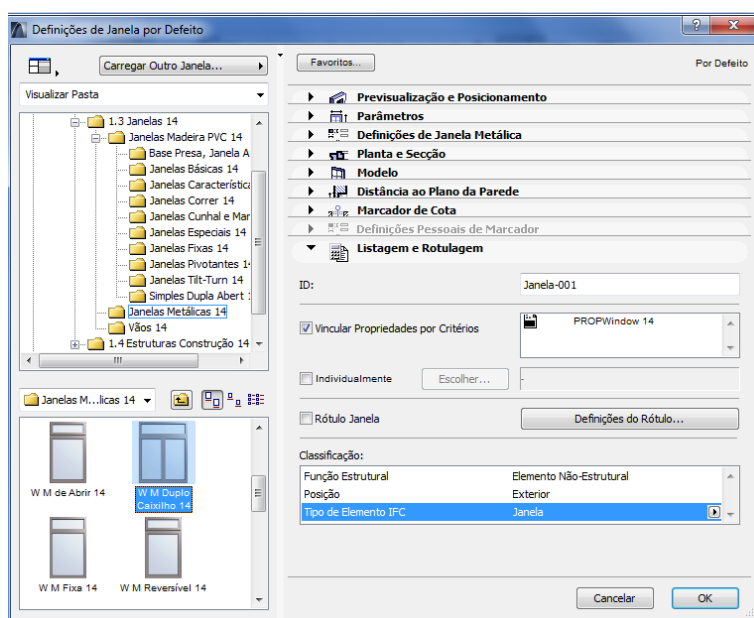 Definições de Janela por Defeito
Carregar Outro Janela...
Visualizar Pasta
1.3 Janelas 14
Janelas Madeira PVC 14
Base Presa, Janela A
Janelas Básicas 14
Janelas Característica
Janelas Correr 14
Janelas Cunhal e Mar
Janelas Especiais 14
Janelas Fixas 14
Janelas Pivotantes 1
Janelas Tilt-Turn 14
Simples Dupla Abert
Janelas Metálicas 14
Vãos 14
1.4 Estruturas Construção 14
Janelas M...licas 14
W M de Abrir 14
W M Duplo
Caixilho 14
W M Fixa 14
W M Reversível 14
Favoritos...
Por Defeito
Previsualização e Posicionamento
Parâmetros
Definições de Janela Metálica
Planta e Secção
Modelo
Distância ao Plano da Parede
Marcador de Cota
Definições Pessoais de Marcador
Listagem e Rotulagem
ID:
Janela-001
Vincular Propriedades por Critérios
PROPWindow 14
Individualmente
Escolher...
-
Rótulo Janela
Definições do Rótulo...
Classificação:
Função Estrutural
Elemento Não-Estrutural
Posição
Exterior
Tipo de Elemento IFC
Janela
Cancelar
OK